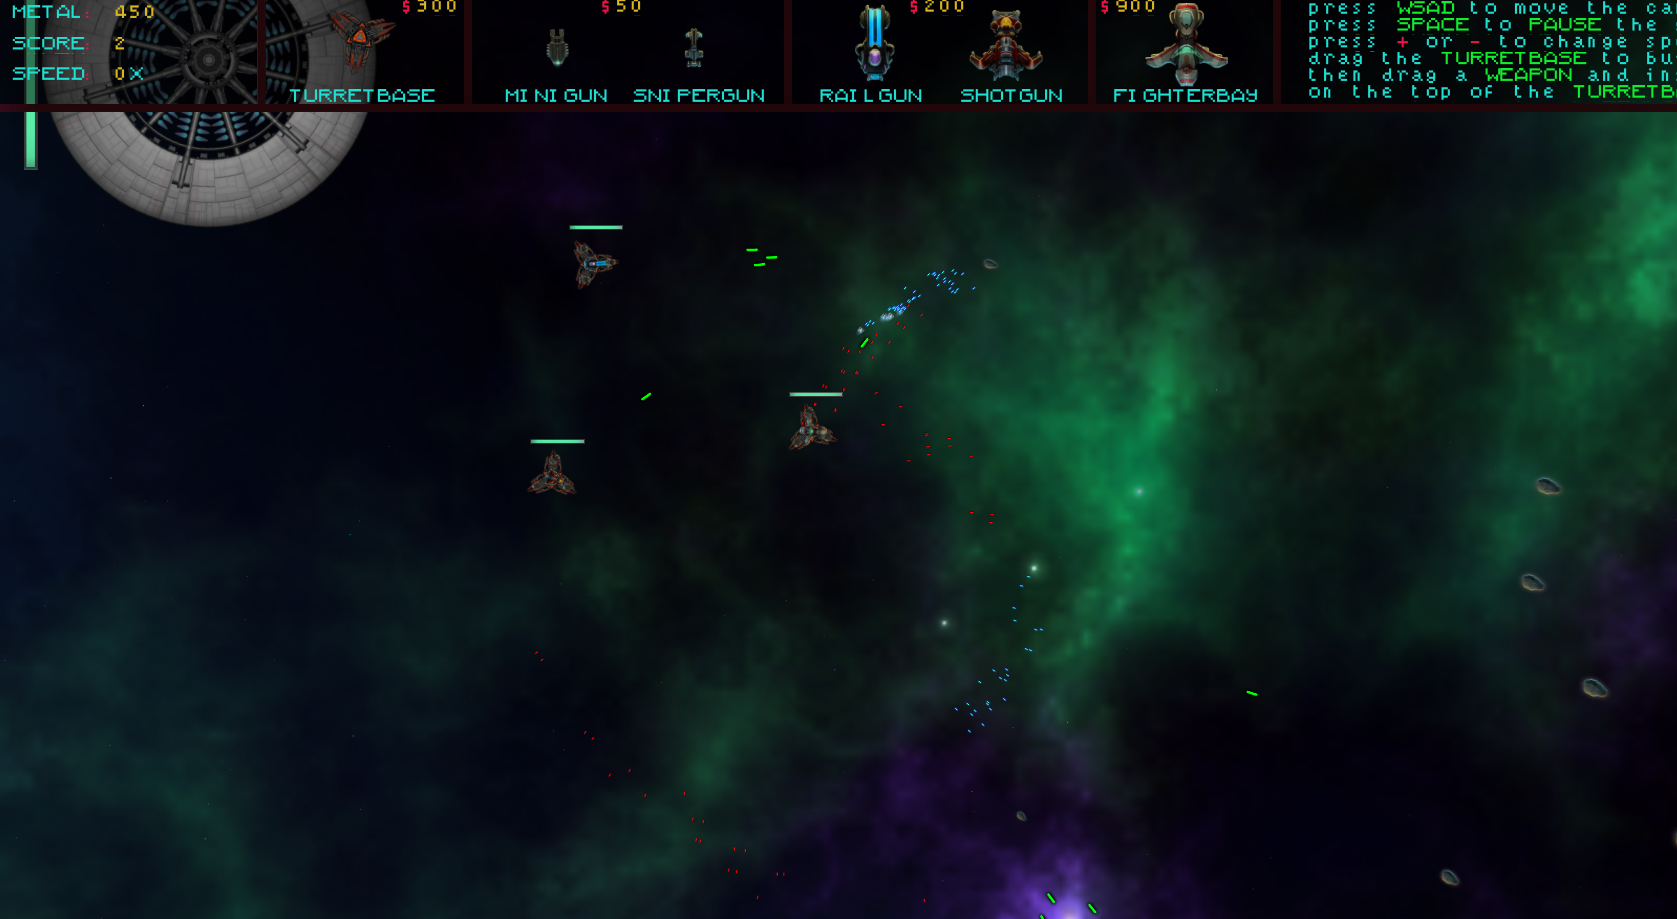 METAL: 450
SCORE: 2
SPEED: 0X
$300
TURRETBASE
$50
MINIGUN SNIPERGUN
$200
RAILGUN SHOTGUN
$900
FIGHTERBAY
press WSAD to move the ca
press SPACE to PAUSE the
press + or - to change sp
drag the TURRETBASE to bu
then drag a WEAPON and in
on the top of the TURRETB